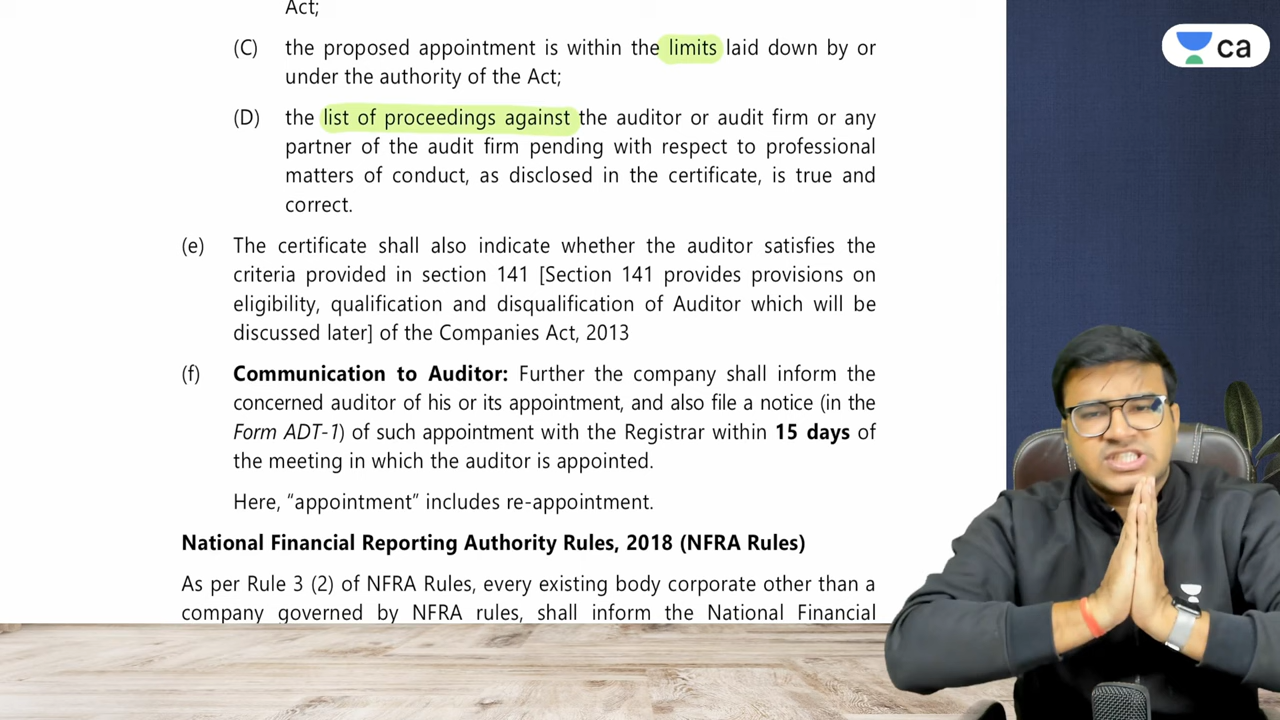 Act;
ca
(C) the proposed appointment is within the limits laid down by or
under the authority of the Act;
(D) the list of proceedings against the auditor or audit firm or any
partner of the audit firm pending with respect to professional
matters of conduct, as disclosed in the certificate, is true and
correct.
(e) The certificate shall also indicate whether the auditor satisfies the
criteria provided in section 141 [Section 141 provides provisions on
eligibility, qualification and disqualification of Auditor which will be
discussed later] of the Companies Act, 2013
(f) Communication to Auditor: Further the company shall inform the
concerned auditor of his or its appointment, and also file a notice (in the
Form ADT-1) of such appointment with the Registrar within 15 days of
the meeting in which the auditor is appointed.
Here, “appointment” includes re-appointment.
National Financial Reporting Authority Rules, 2018 (NFRA Rules)
As per Rule 3 (2) of NFRA Rules, every existing body corporate other than a
company governed by NFRA rules, shall inform the National Financial